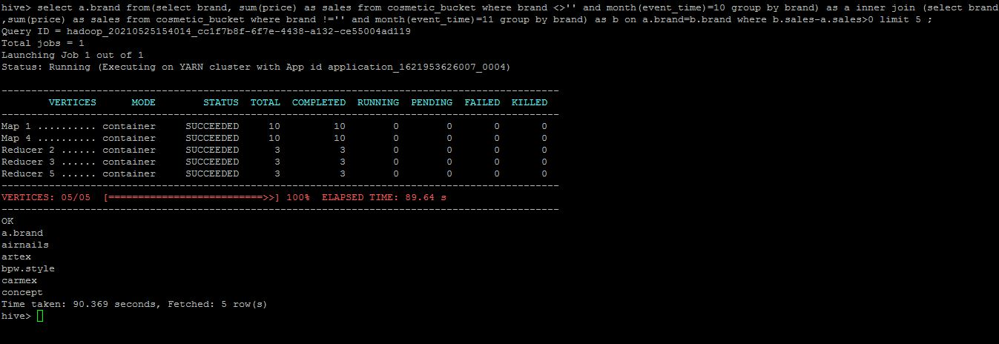 hive> select a.brand from(select brand, sum(price) as sales from cosmetic_bucket where brand <>'' and month(event_time)=10 group by brand) as a inner join (select brand
,sum(price) as sales from cosmetic_bucket where brand !='' and month(event_time)=11 group by brand) as b on a.brand=b.brand where b.sales-a.sales>0 limit 5 ;
Query ID = hadoop_20210525154014_cc1f7b8f-6f7e-4438-a132-ce55004ad119
Total jobs = 1
Launching Job 1 out of 1
Status: Running (Executing on YARN cluster with App id application_1621953626007_0004)
----------------------------------------------------------------------------------------------
VERTICES MODE STATUS TOTAL COMPLETED RUNNING PENDING FAILED KILLED
----------------------------------------------------------------------------------------------
Map 1 .......... container SUCCEEDED 10 10 0 0 0 0
Map 4 .......... container SUCCEEDED 10 10 0 0 0 0
Reducer 2 ...... container SUCCEEDED 3 3 0 0 0 0
Reducer 3 ...... container SUCCEEDED 3 3 0 0 0 0
Reducer 5 ...... container SUCCEEDED 3 3 0 0 0 0
----------------------------------------------------------------------------------------------
VERTICES: 05/05 [==========================>>] 100% ELAPSED TIME: 89.64 s
----------------------------------------------------------------------------------------------
OK
a.brand
airnails
artex
bpw.style
carmex
concept
Time taken: 90.369 seconds, Fetched: 5 row(s)
hive>